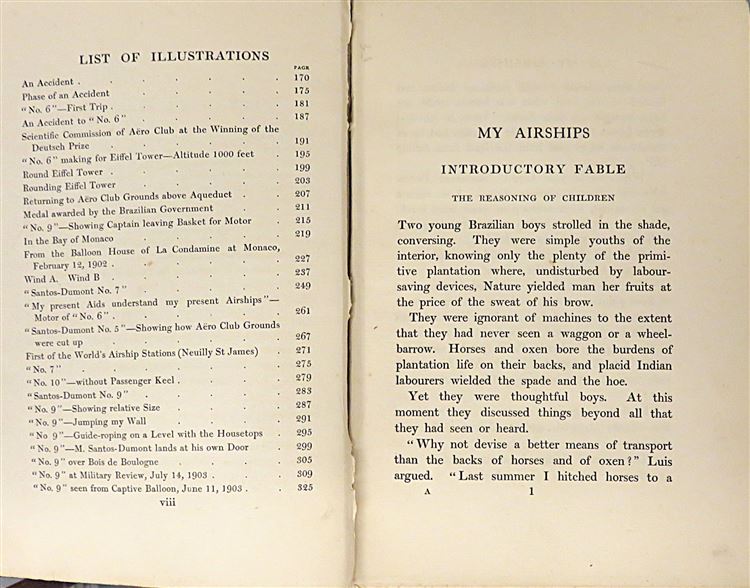 LIST OF ILLUSTRATIONS
PAGE
An Accident . . . . . . . 170
Phase of an Accident . . . . . 175
"No. 6"—First Trip . . . . . . 181
An Accident to "No. 6" . . . . . 187
Scientific Commission of Aëro Club at the Winning of the
Deutsch Prize . . . . . . 191
"No. 6" making for Eiffel Tower—Altitude 1000 feet . 195
Round Eiffel Tower . . . . . . 199
Rounding Eiffel Tower . . . . . 203
Returning to Aëro Club Grounds above Aqueduct . . 207
Medal awarded by the Brazilian Government . . 211
"No. 9"—Showing Captain leaving Basket for Motor . 215
In the Bay of Monaco . . . . . 219
From the Balloon House of La Condamine at Monaco,
February 12, 1902 . . . . . . 227
Wind A. Wind B . . . . . . 237
"Santos-Dumont No. 7" . . . . . 249
"My present Aids understand my present Airships"—
Motor of "No. 6" . . . . . . 261
"Santos-Dumont No. 5"—Showing how Aëro Club Grounds
were cut up . . . . . . 267
First of the World's Airship Stations (Neuilly St James) . 271
"No. 7" . . . . . . . 275
"No. 10"—without Passenger Keel . . . . 279
"Santos-Dumont No. 9" . . . . . 283
"No. 9"—Showing relative Size . . . . 287
"No. 9"—Jumping my Wall . . . . 291
"No. 9"—Guide-roping on a Level with the Housetops . 295
"No. 9"—M. Santos-Dumont lands at his own Door . 299
"No. 9" over Bois de Boulogne . . . . 305
"No. 9" at Military Review, July 14, 1903 . . . 309
"No. 9" seen from Captive Balloon, June 11, 1903 . . 325
viii
MY AIRSHIPS
INTRODUCTORY FABLE
THE REASONING OF CHILDREN
Two young Brazilian boys strolled in the shade,
conversing. They were simple youths of the
interior, knowing only the plenty of the primi-
tive plantation where, undisturbed by labour-
saving devices, Nature yielded man her fruits at
the price of the sweat of his brow.
They were ignorant of machines to the extent
that they had never seen a waggon or a wheel-
barrow. Horses and oxen bore the burdens of
plantation life on their backs, and placid Indian
labourers wielded the spade and the hoe.
Yet they were thoughtful boys. At this
moment they discussed things beyond all that
they had seen or heard.
"Why not devise a better means of transport
than the backs of horses and of oxen?" Luis
argued. "Last summer I hitched horses to a
A 1